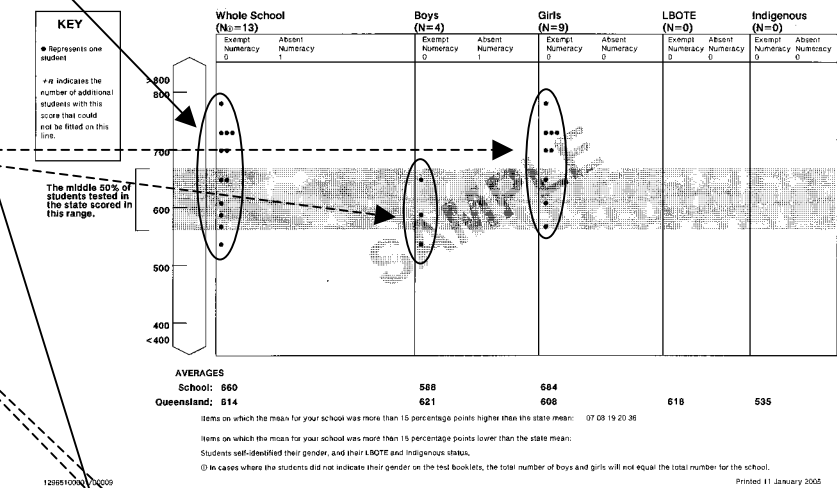 KEY
● Represents one
student
+n indicates the
number of additional
students with this
score that could
not be fitted on this
line.
Whole School
(N①=13)
Boys
(N=4)
Girls
(N=9)
LBOTE
(N=0)
Indigenous
(N=0)
Exempt Absent
Numeracy Numeracy
0 1
Exempt Absent
Numeracy Numeracy
0 1
Exempt Absent
Numeracy Numeracy
0 0
Exempt Absent
Numeracy Numeracy
0 0
Exempt Absent
Numeracy Numeracy
0 0
>800
800
700
600
500
400
<400
The middle 50% of
students tested in
the state scored in
this range.
SAMPLE
AVERAGES
School: 660 588 684
Queensland: 614 621 608 618 535
Items on which the mean for your school was more than 15 percentage points higher than the state mean: 07 08 19 20 36
Items on which the mean for your school was more than 15 percentage points lower than the state mean:
Students self-identified their gender, and their LBOTE and Indigenous status.
① In cases where the students did not indicate their gender on the test booklets, the total number of boys and girls will not equal the total number for the school.
Printed 11 January 2005